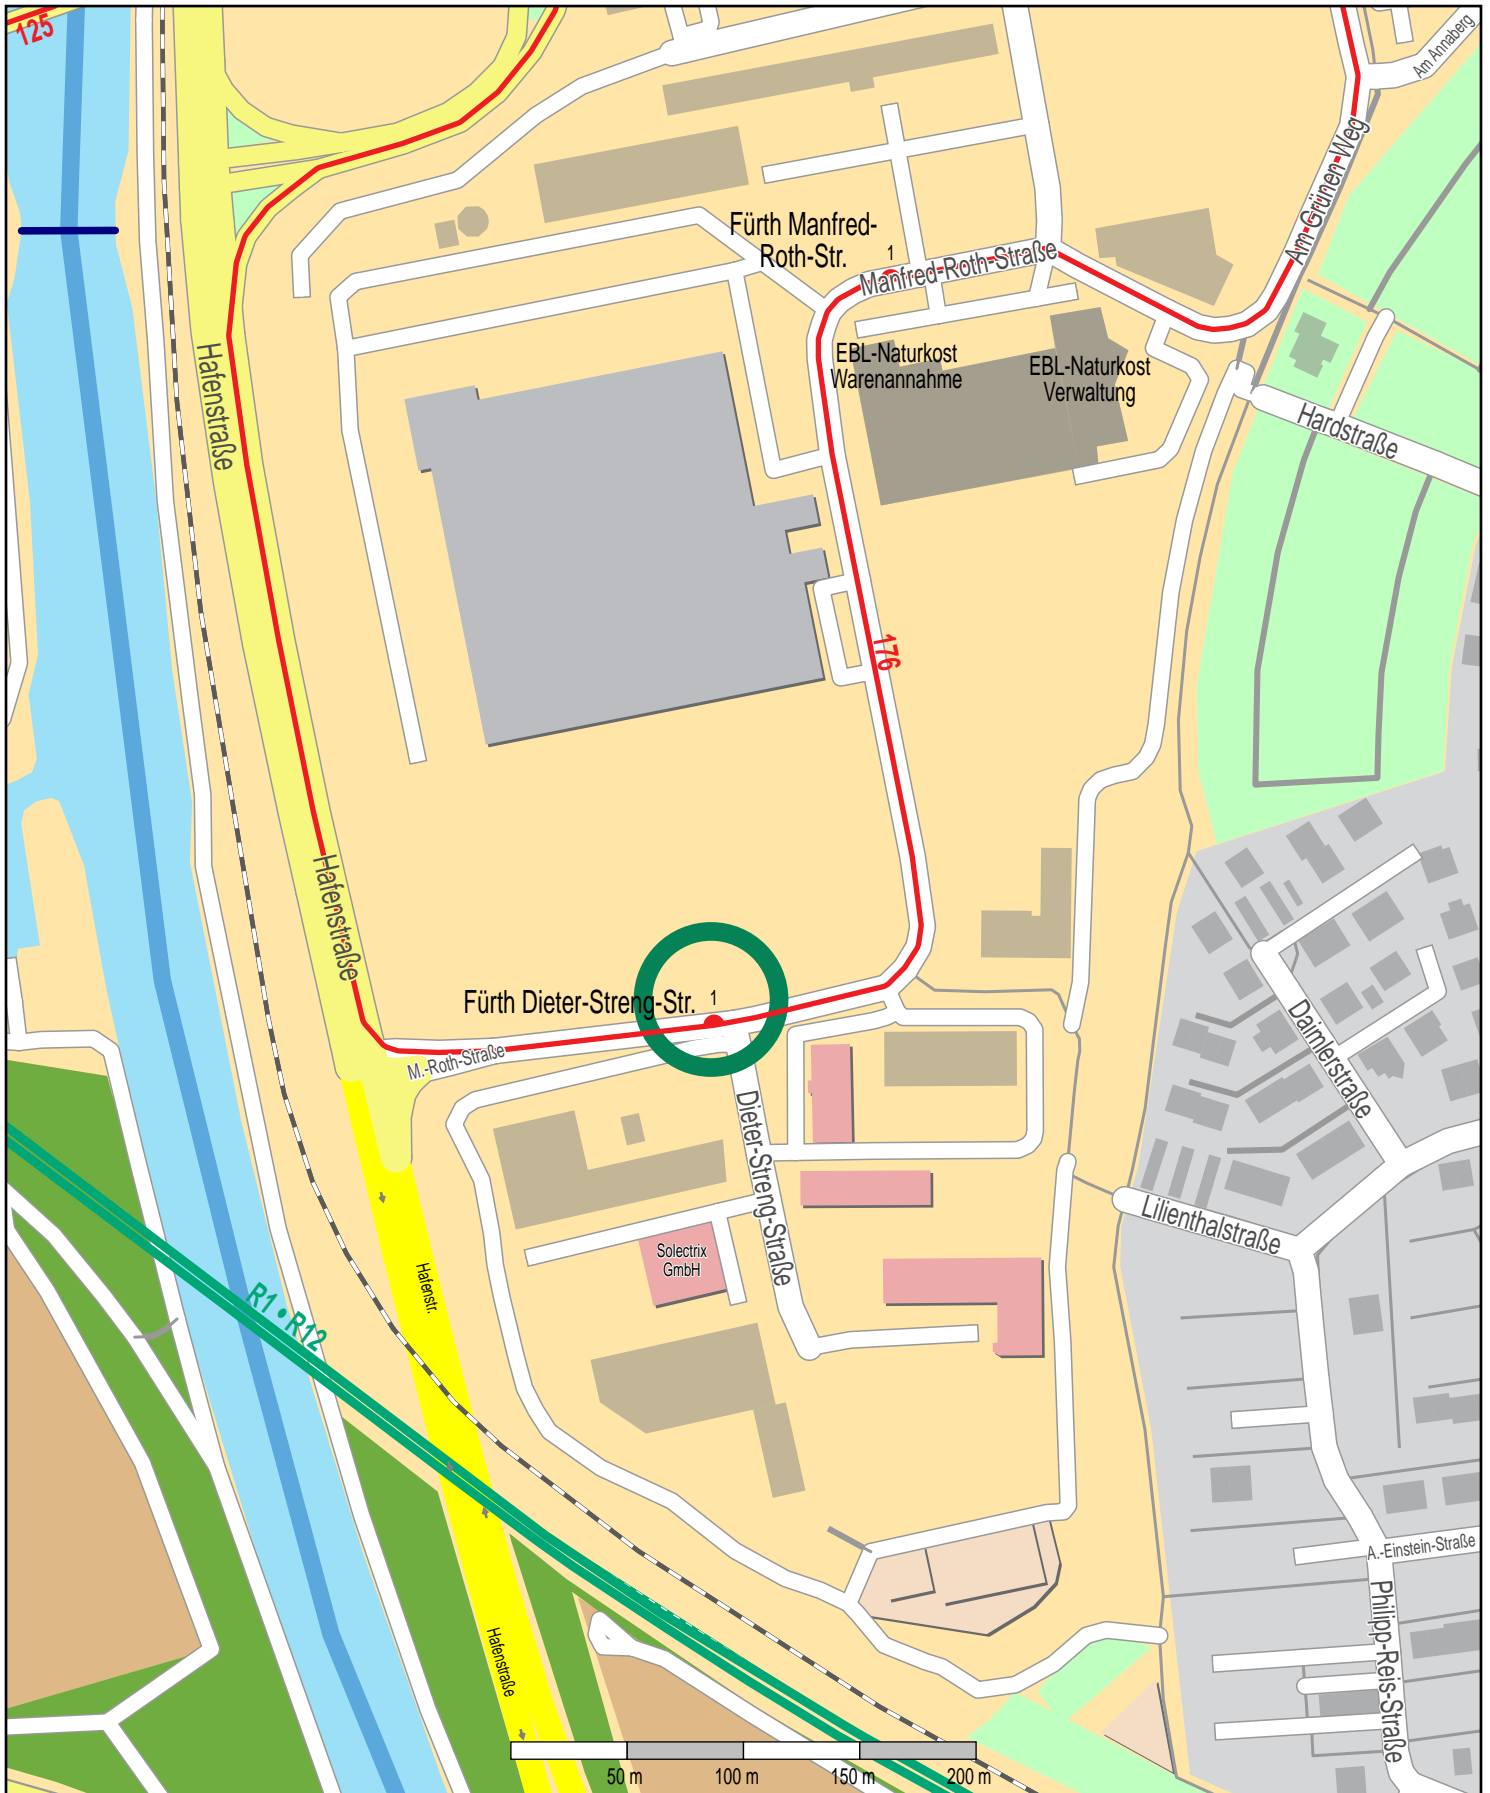 125
Am Annaberg
Am Grünen Weg
Fürth Manfred-
Roth-Str.
1
Manfred-Roth-Straße
EBL-Naturkost
Warenannahme
EBL-Naturkost
Verwaltung
Hafenstraße
Hardstraße
176
Hafenstraße
Fürth Dieter-Streng-Str.
1
M.-Roth-Straße
Daimlerstraße
Dieter-Streng-Straße
Lilienthalstraße
Solectrix
GmbH
Hafenstr.
R1 • R12
A.-Einstein-Straße
Philipp-Reis-Straße
Hafenstraße
50 m
100 m
150 m
200 m